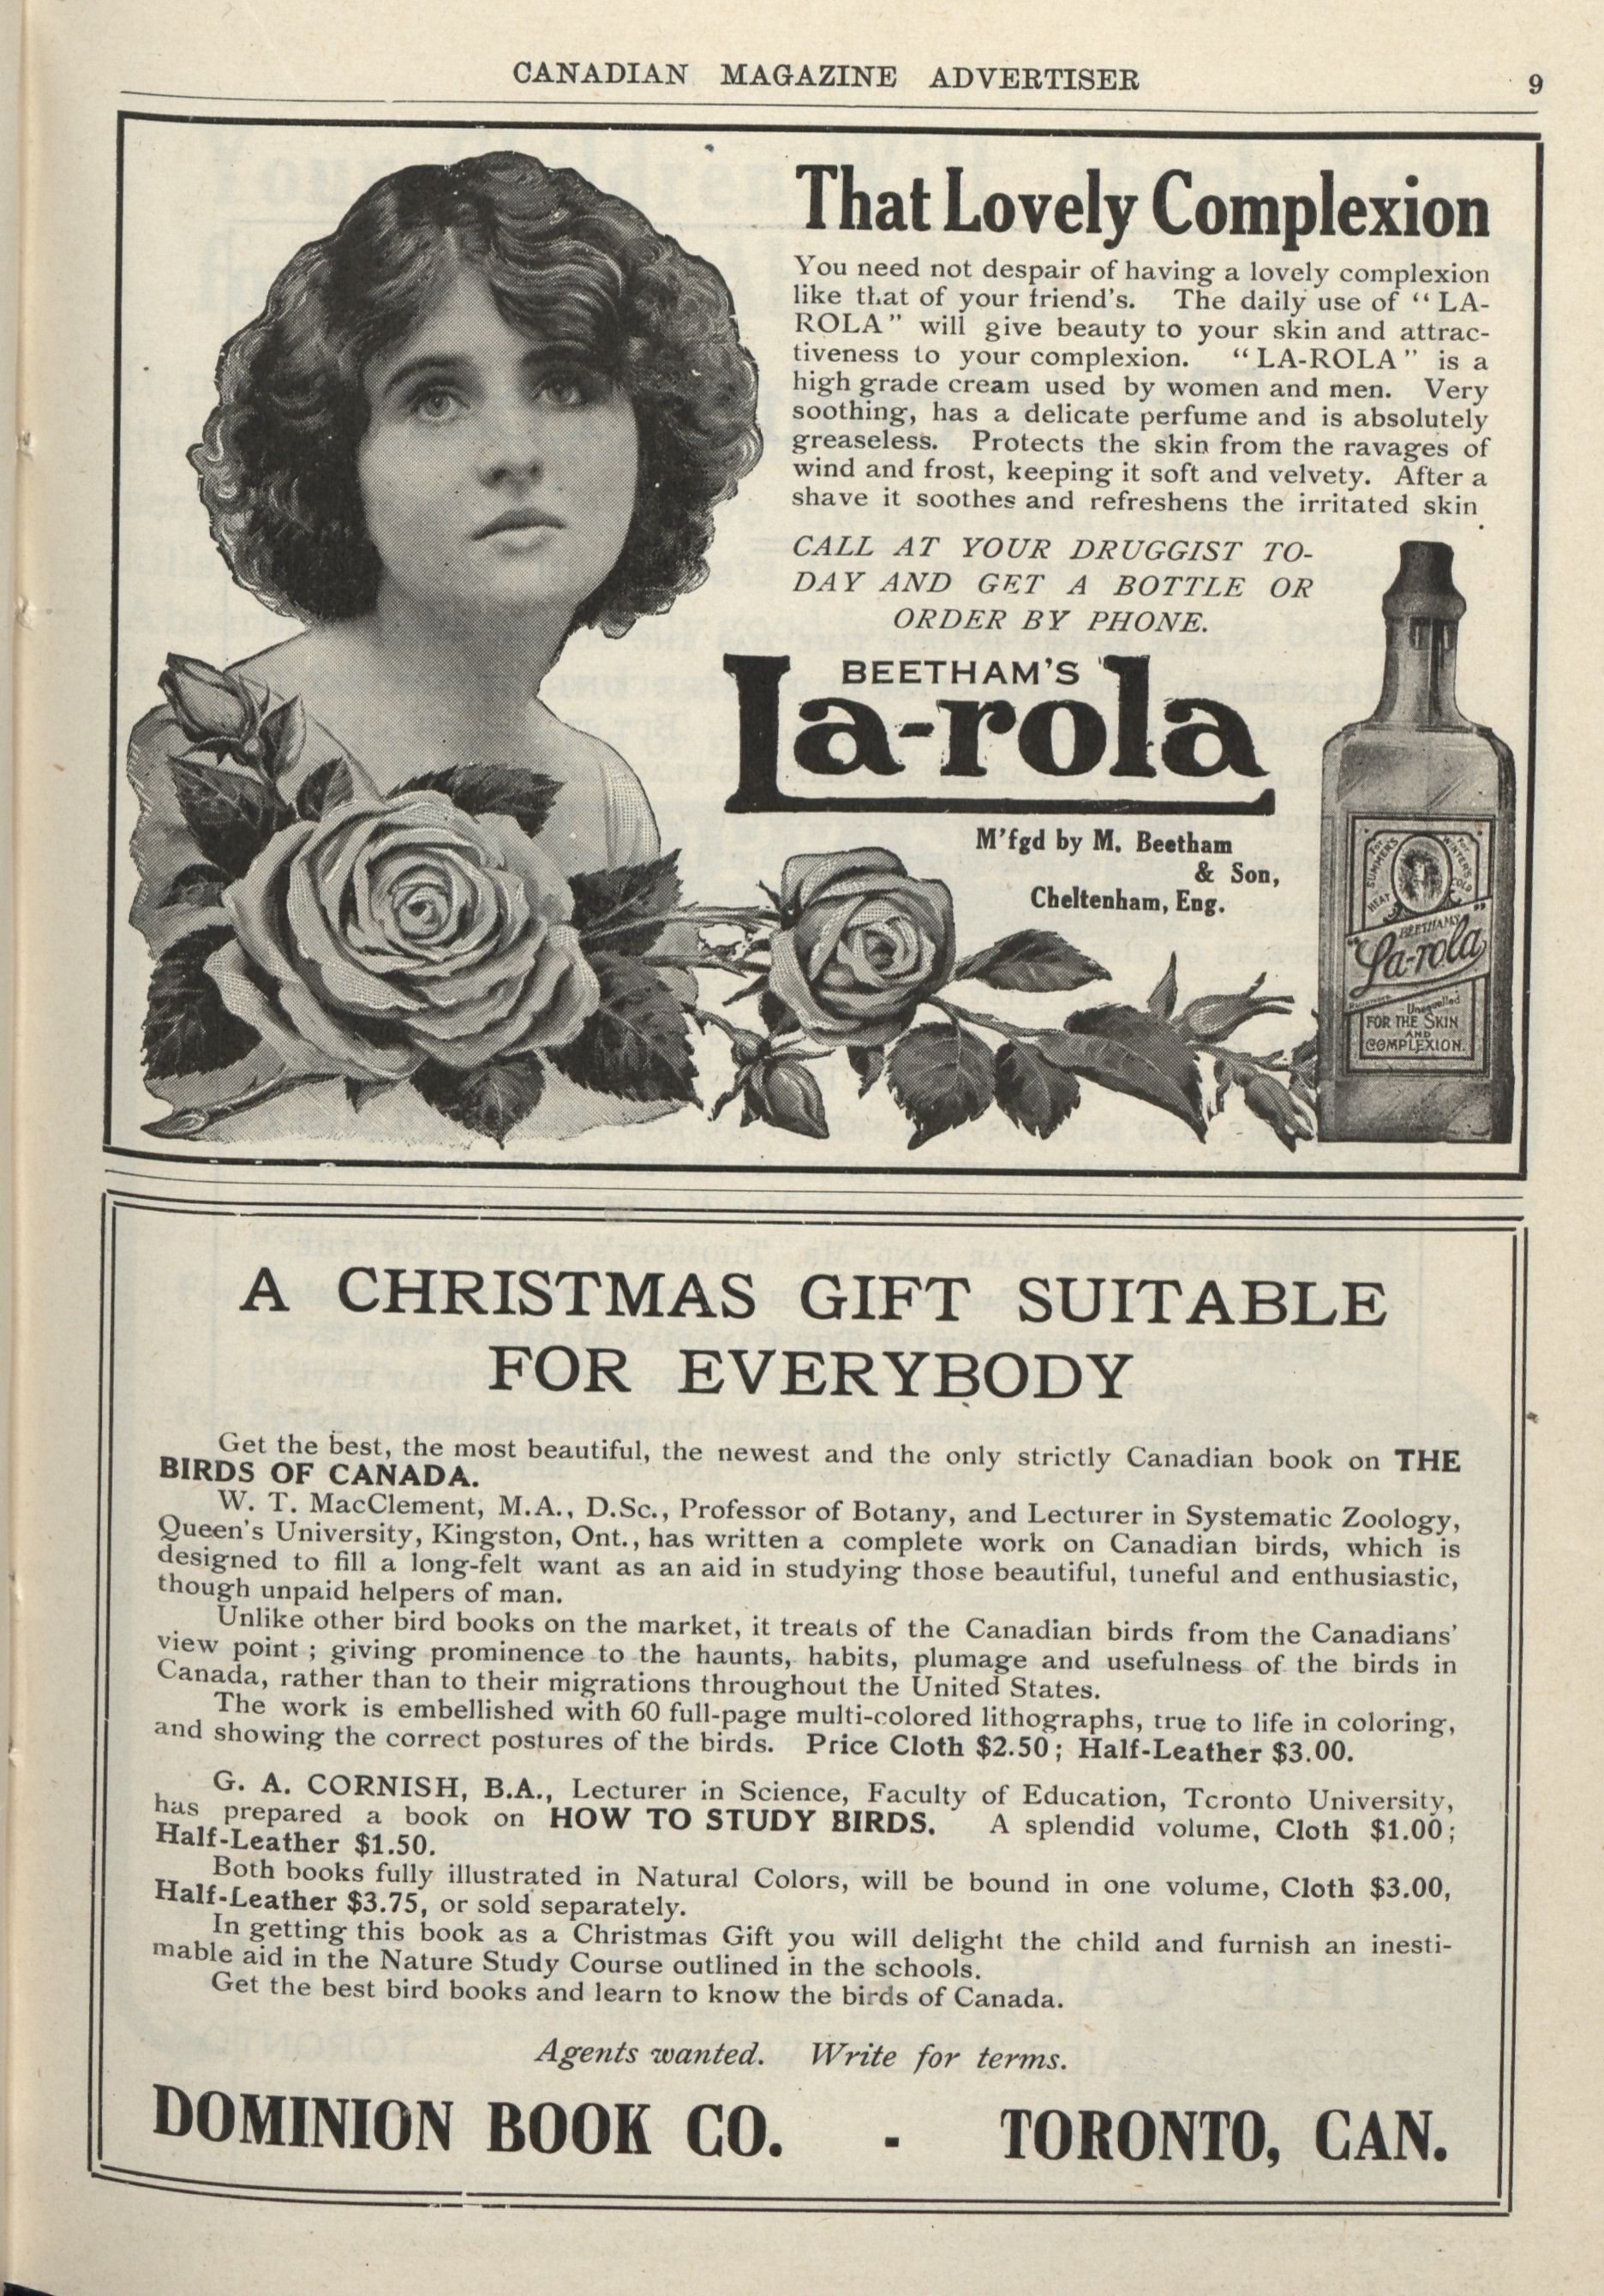 CANADIAN MAGAZINE ADVERTISER
9
That Lovely Complexion
You need not despair of having a lovely complexion
like that of your friend's. The daily use of “LA-
ROLA” will give beauty to your skin and attrac-
tiveness to your complexion. “LA-ROLA” is a
high grade cream used by women and men. Very
soothing, has a delicate perfume and is absolutely
greaseless. Protects the skin from the ravages of
wind and frost, keeping it soft and velvety. After a
shave it soothes and refreshens the irritated skin
CALL AT YOUR DRUGGIST TO-
DAY AND GET A BOTTLE OR
ORDER BY PHONE.
BEETHAM'S
La-rola
M'fgd by M. Beetham
& Son,
Cheltenham, Eng.
FOR SUMMER'S HEAT
FOR WINTER'S COLD
BEETHAM'S
“La-rola”
Unequalled
FOR THE SKIN
AND
COMPLEXION.
A CHRISTMAS GIFT SUITABLE
FOR EVERYBODY
Get the best, the most beautiful, the newest and the only strictly Canadian book on THE
BIRDS OF CANADA.
W. T. MacClement, M.A., D.Sc., Professor of Botany, and Lecturer in Systematic Zoology,
Queen's University, Kingston, Ont., has written a complete work on Canadian birds, which is
designed to fill a long-felt want as an aid in studying those beautiful, tuneful and enthusiastic,
though unpaid helpers of man.
Unlike other bird books on the market, it treats of the Canadian birds from the Canadians'
view point ; giving prominence to the haunts, habits, plumage and usefulness of the birds in
Canada, rather than to their migrations throughout the United States.
The work is embellished with 60 full-page multi-colored lithographs, true to life in coloring,
and showing the correct postures of the birds. Price Cloth $2.50; Half-Leather $3.00.
G. A. CORNISH, B.A., Lecturer in Science, Faculty of Education, Tcronto University,
has prepared a book on HOW TO STUDY BIRDS. A splendid volume, Cloth $1.00;
Half-Leather $1.50.
Both books fully illustrated in Natural Colors, will be bound in one volume, Cloth $3.00,
Half-Leather $3.75, or sold separately.
In getting this book as a Christmas Gift you will delight the child and furnish an inesti-
mable aid in the Nature Study Course outlined in the schools.
Get the best bird books and learn to know the birds of Canada.
Agents wanted. Write for terms.
DOMINION BOOK CO. - TORONTO, CAN.